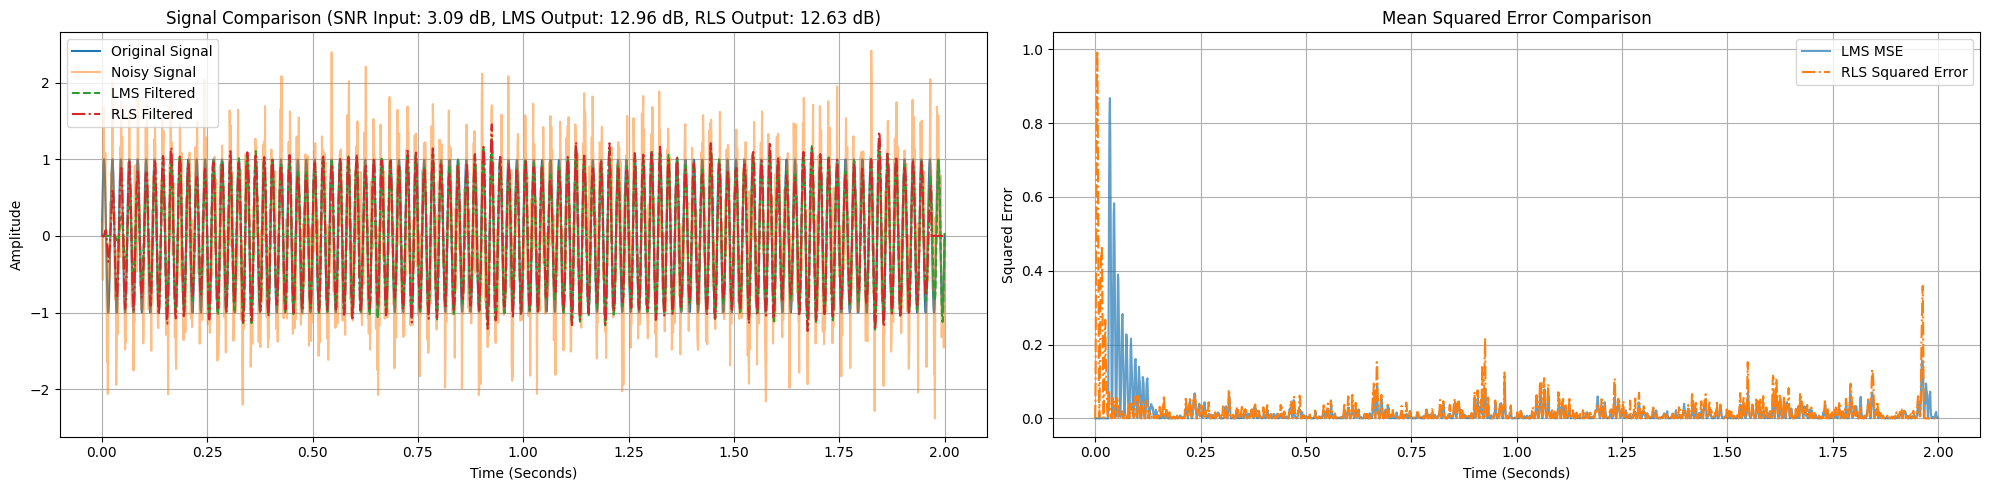 Signal Comparison (SNR Input: 3.09 dB, LMS Output: 12.96 dB, RLS Output: 12.63 dB)
Original Signal
Noisy Signal
LMS Filtered
RLS Filtered
Amplitude
2
1
0
−1
−2
0.00 0.25 0.50 0.75 1.00 1.25 1.50 1.75 2.00
Time (Seconds)
Mean Squared Error Comparison
LMS MSE
RLS Squared Error
Squared Error
1.0
0.8
0.6
0.4
0.2
0.0
0.00 0.25 0.50 0.75 1.00 1.25 1.50 1.75 2.00
Time (Seconds)